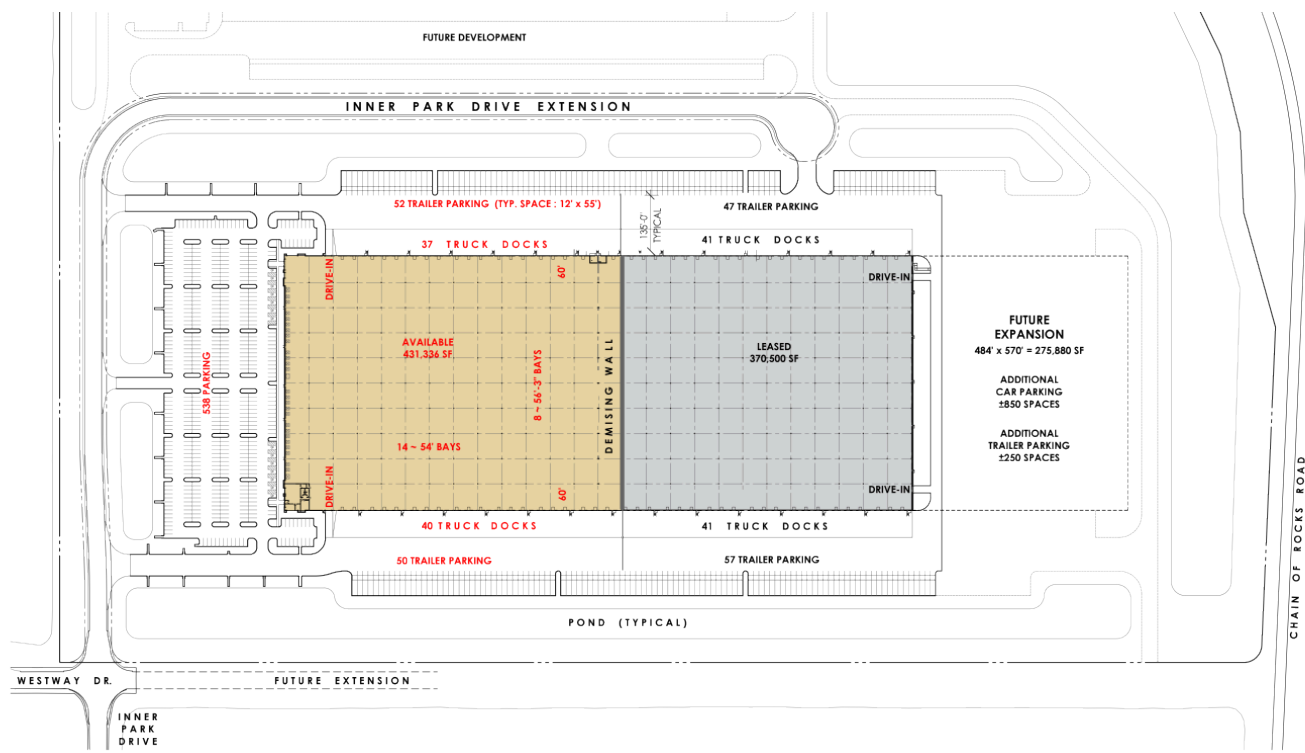 FUTURE DEVELOPMENT
INNER PARK DRIVE EXTENSION
52 TRAILER PARKING (TYP. SPACE : 12' x 55')
47 TRAILER PARKING
135'-0"
TYPICAL
37 TRUCK DOCKS
41 TRUCK DOCKS
DRIVE-IN
60'
DRIVE-IN
AVAILABLE
431,336 SF
LEASED
370,500 SF
FUTURE
EXPANSION
484' x 570' = 275,880 SF
ADDITIONAL
CAR PARKING
±850 SPACES
ADDITIONAL
TRAILER PARKING
±250 SPACES
538 PARKING
8 ~ 56'-3" BAYS
DEMISING WALL
14 ~ 54' BAYS
DRIVE-IN
60'
DRIVE-IN
40 TRUCK DOCKS
41 TRUCK DOCKS
50 TRAILER PARKING
57 TRAILER PARKING
CHAIN OF ROCKS ROAD
POND (TYPICAL)
WESTWAY DR.
FUTURE EXTENSION
INNER
PARK
DRIVE